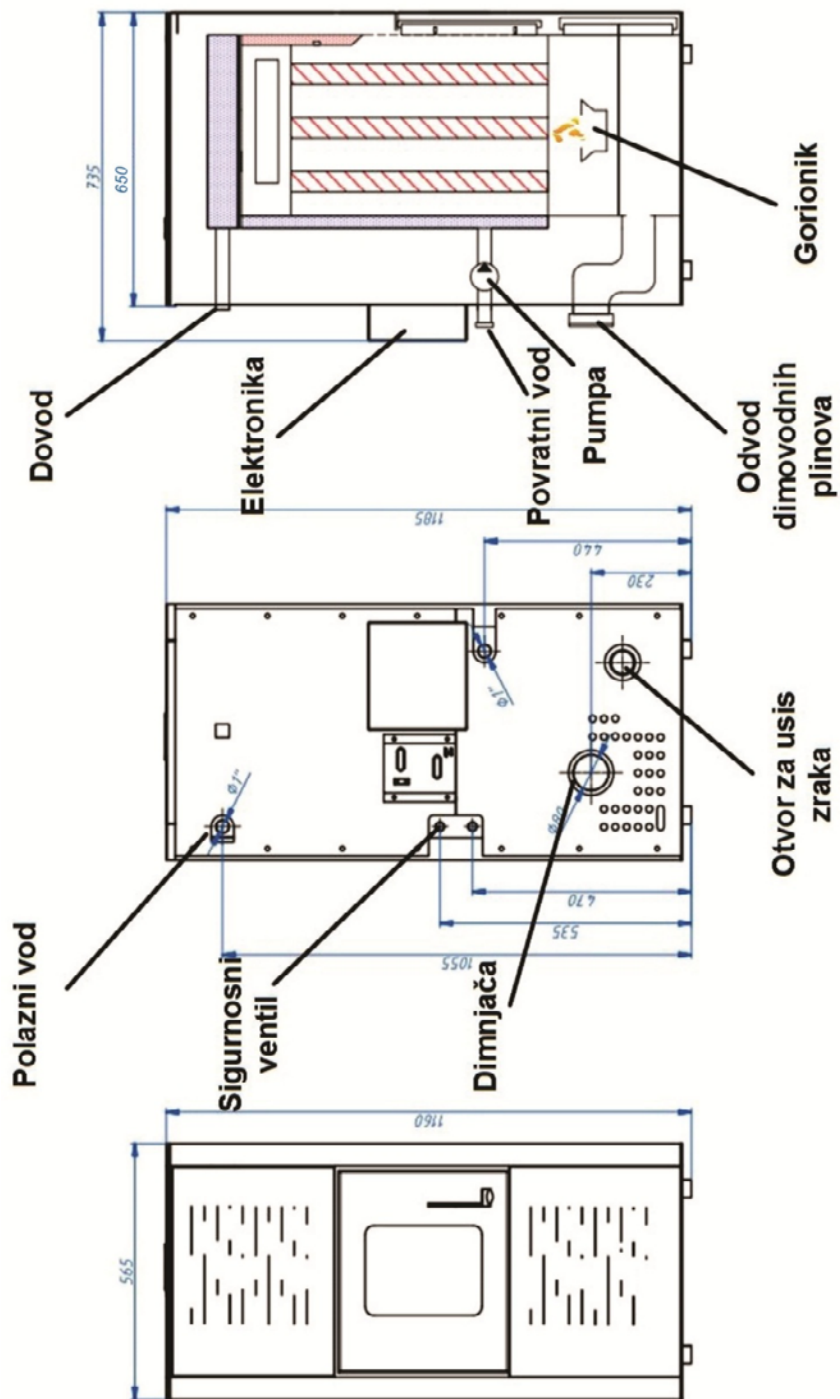 Polazni vod
Sigurnosni
ventil
Dimnjača
Otvor za usis
zraka
Dovod
Elektronika
Povratni vod
Pumpa
Odvod
dimovodnih
plinova
Gorionik
565
1160
ø1"
1055
535
470
ø80
ø1"
1185
440
230
735
650